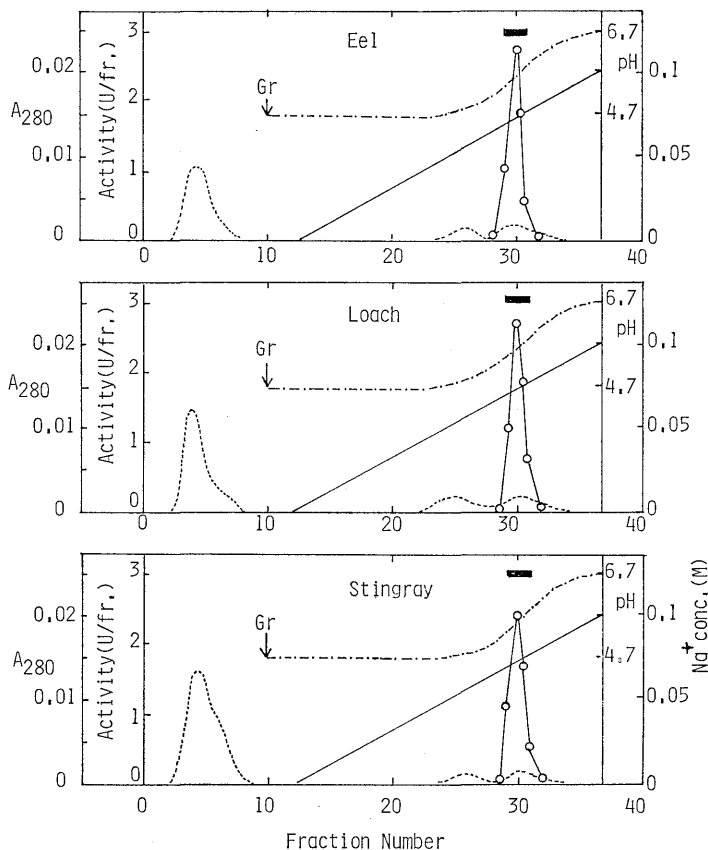 Eel
Gr
A280
Activity(U/fr.)
0.02
0.01
0
3
2
1
0
6.7
pH
4.7
0.1
0.05
0
0 10 20 30 40
Loach
Gr
A280
Activity(U/fr.)
0.02
0.01
0
3
2
1
0
6.7
pH
4.7
0.1
0.05
0
0 10 20 30 40
Stingray
Gr
A280
Activity(U/fr.)
0.02
0.01
0
3
2
1
0
6.7
pH
4.7
0.1
0.05
0
Na+ conc.(M)
0 10 20 30 40
Fraction Number